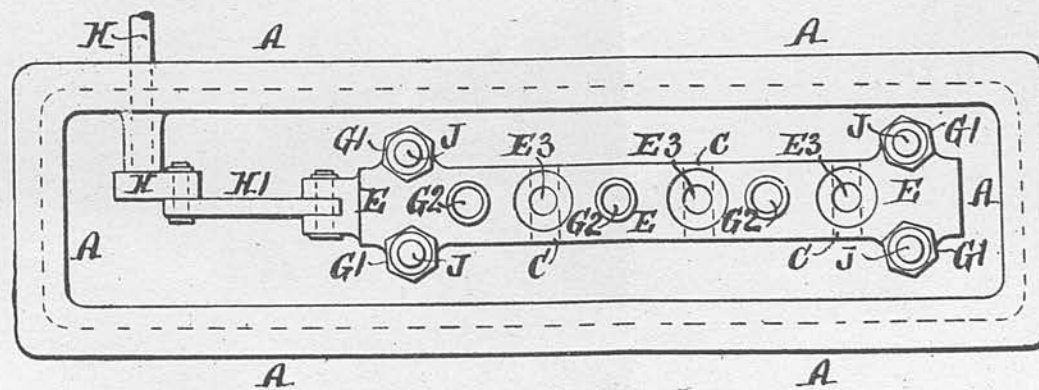 H A A
G1 J E3 E3 C E3 J G1
H H1 E G2 G2 E G2 E A
A G1 J C C J G1
A A